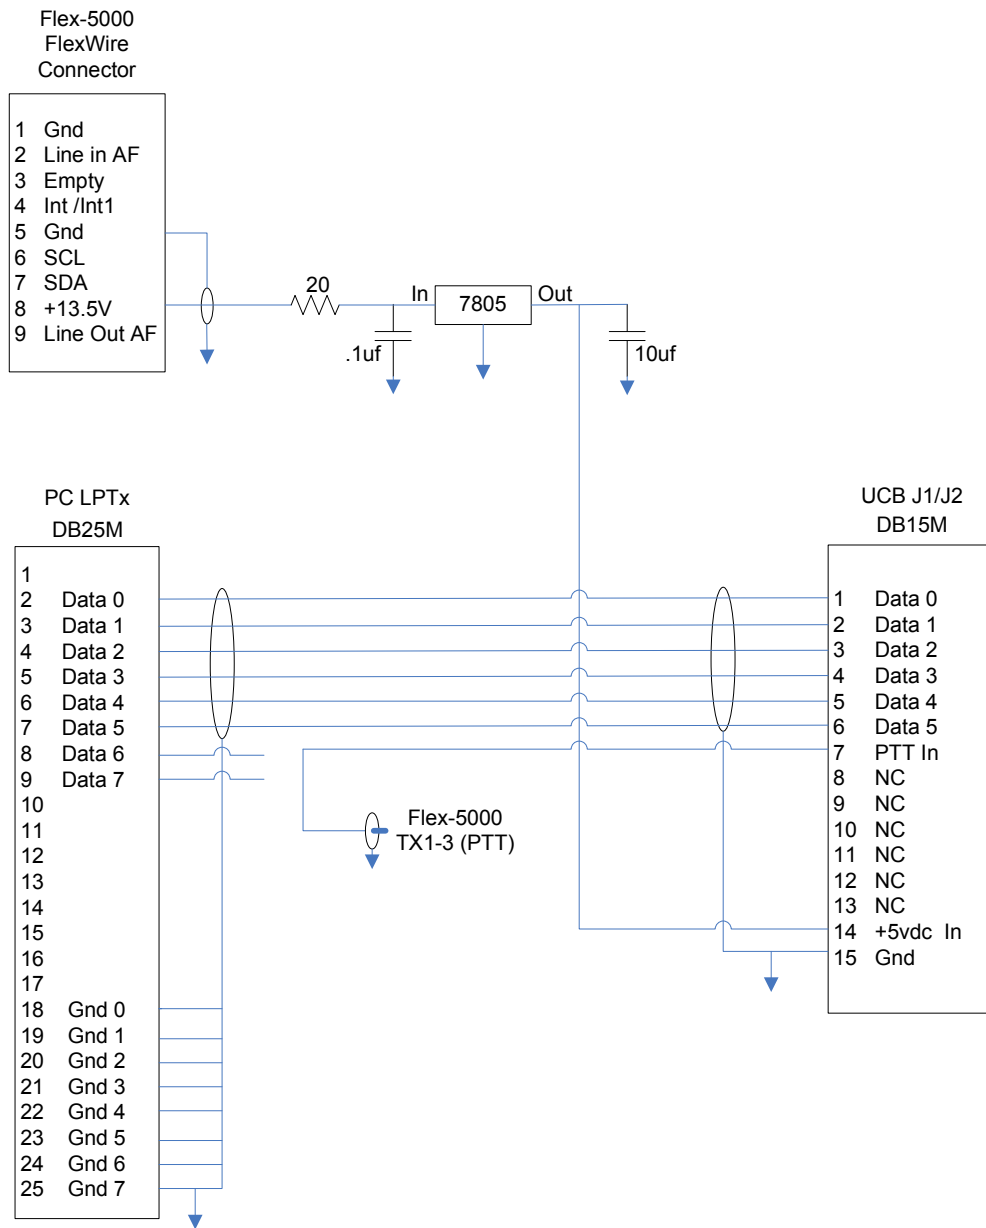 Flex-5000
FlexWire
Connector
1 Gnd
2 Line in AF
3 Empty
4 Int /Int1
5 Gnd
6 SCL
7 SDA
8 +13.5V
9 Line Out AF
20
In
7805
Out
.1uf
10uf
PC LPTx
DB25M
1
2 Data 0
3 Data 1
4 Data 2
5 Data 3
6 Data 4
7 Data 5
8 Data 6
9 Data 7
10
11
12
13
14
15
16
17
18 Gnd 0
19 Gnd 1
20 Gnd 2
21 Gnd 3
22 Gnd 4
23 Gnd 5
24 Gnd 6
25 Gnd 7
Flex-5000
TX1-3 (PTT)
UCB J1/J2
DB15M
1 Data 0
2 Data 1
3 Data 2
4 Data 3
5 Data 4
6 Data 5
7 PTT In
8 NC
9 NC
10 NC
11 NC
12 NC
13 NC
14 +5vdc In
15 Gnd